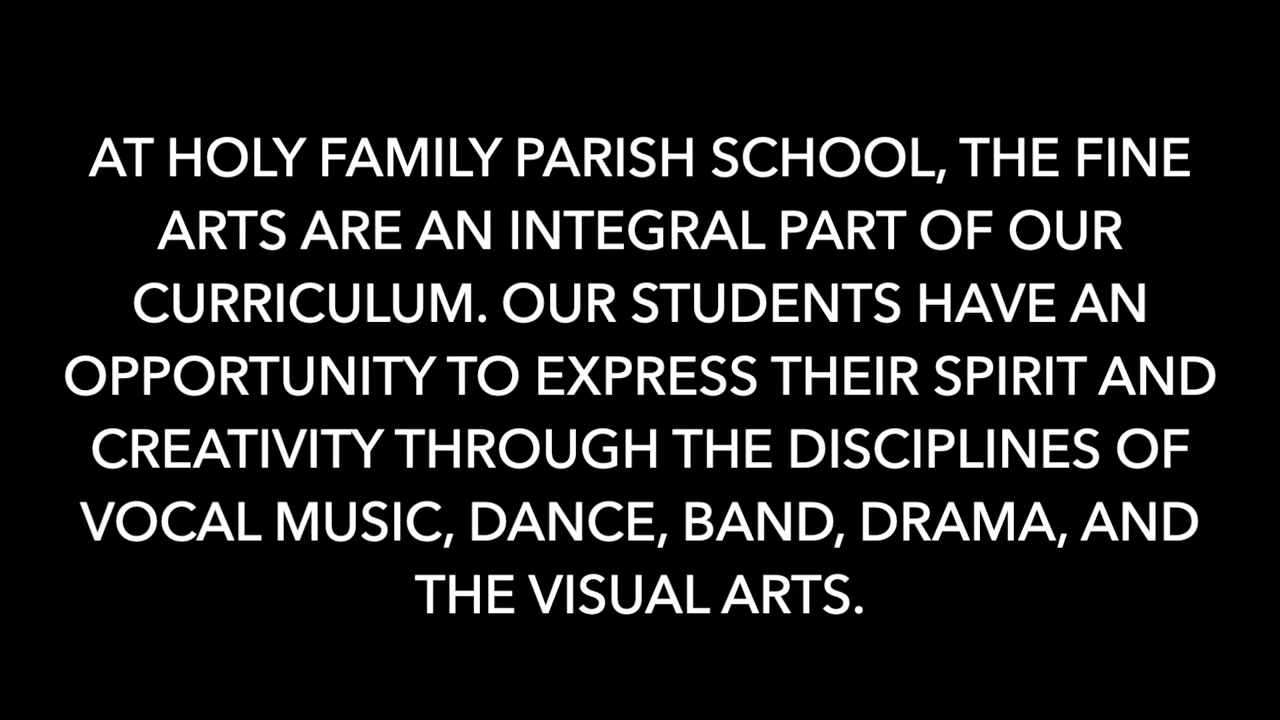 AT HOLY FAMILY PARISH SCHOOL, THE FINE
ARTS ARE AN INTEGRAL PART OF OUR
CURRICULUM. OUR STUDENTS HAVE AN
OPPORTUNITY TO EXPRESS THEIR SPIRIT AND
CREATIVITY THROUGH THE DISCIPLINES OF
VOCAL MUSIC, DANCE, BAND, DRAMA, AND
THE VISUAL ARTS.